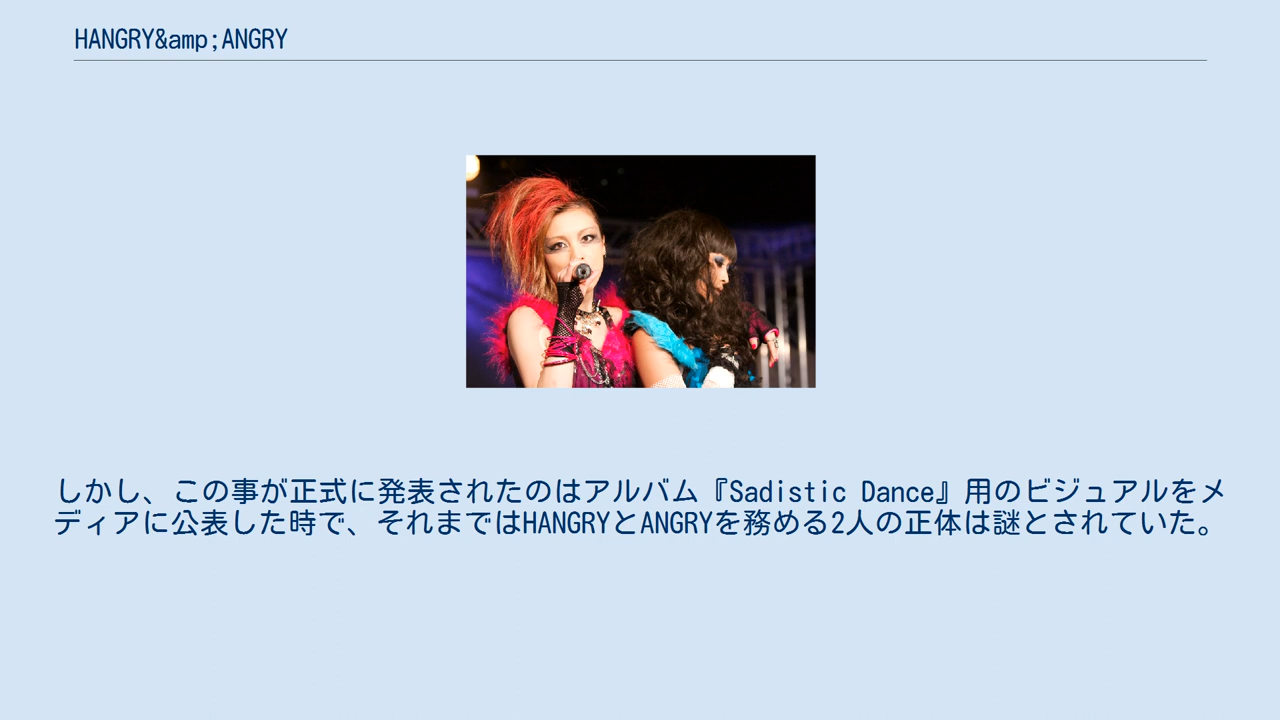 HANGRY&amp;ANGRY
しかし、この事が正式に発表されたのはアルバム『Sadistic Dance』用のビジュアルをメ
ディアに公表した時で、それまではHANGRYとANGRYを務める2人の正体は謎とされていた。